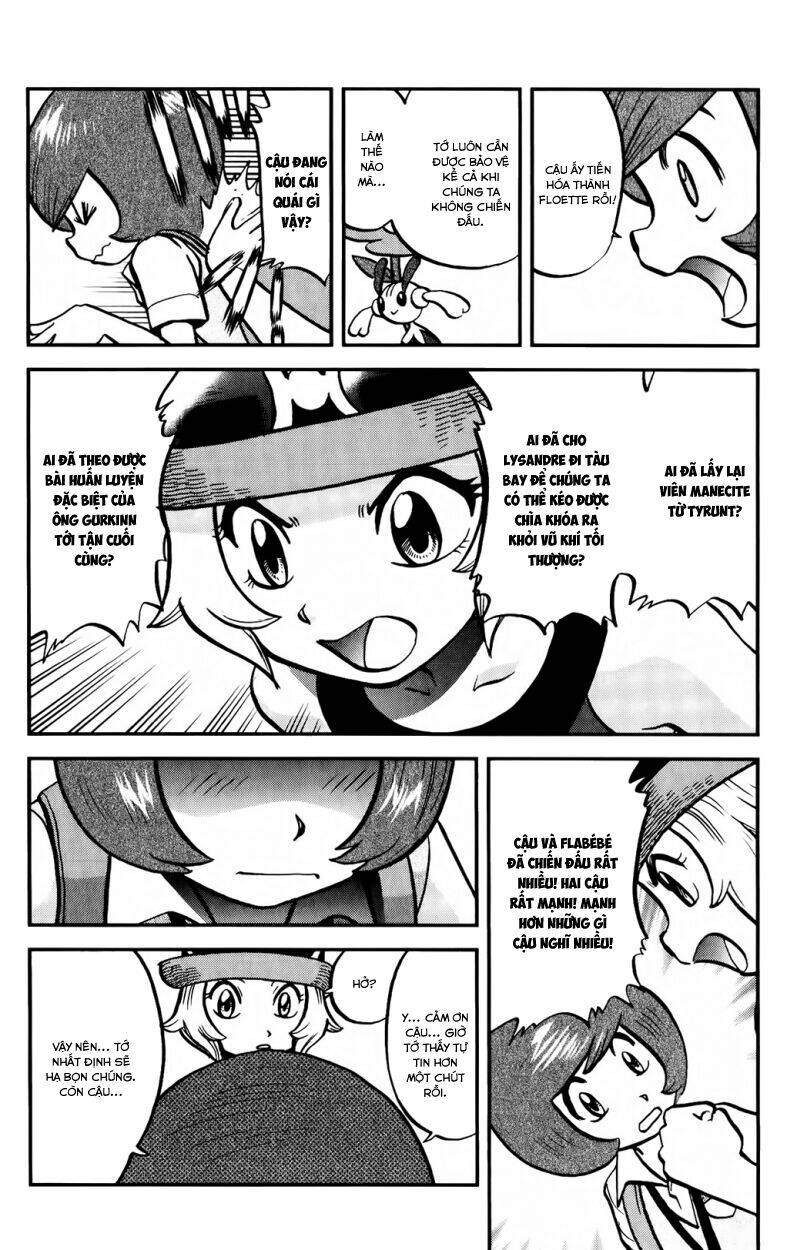 CẬU ẤY TIẾN
HÓA THÀNH
FLOETTE RỒI!
TỚ LUÔN CẦN
ĐƯỢC BẢO VỆ
KỂ CẢ KHI
CHÚNG TA
KHÔNG CHIẾN
ĐẤU.
LÀM
THẾ
NÀO
MÀ...
CẬU ĐANG
NÓI CÁI
QUÁI GÌ
VẬY?
AI ĐÃ LẤY LẠI
VIÊN MANECITE
TỪ TYRUNT?
AI ĐÃ CHO
LYSANDRE ĐI TÀU
BAY ĐỂ CHÚNG TA
CÓ THỂ KÉO ĐƯỢC
CHÌA KHÓA RA
KHỎI VŨ KHÍ TỐI
THƯỢNG?
AI ĐÃ THEO ĐƯỢC
BÀI HUẤN LUYỆN
ĐẶC BIỆT CỦA
ÔNG GURKINN
TỚI TẬN CUỐI
CÙNG?
CẬU VÀ FLABÉBÉ
ĐÃ CHIẾN ĐẤU RẤT
NHIỀU! HAI CẬU
RẤT MẠNH! MẠNH
HƠN NHỮNG GÌ
CẬU NGHĨ NHIỀU!
Y... CẢM ƠN
CẬU... GIỜ
TỚ THẤY TỰ
TIN HƠN
MỘT CHÚT
RỒI.
HỞ?
VẬY NÊN... TỚ
NHẤT ĐỊNH SẼ
HẠ BỌN CHÚNG.
CÒN CẬU...